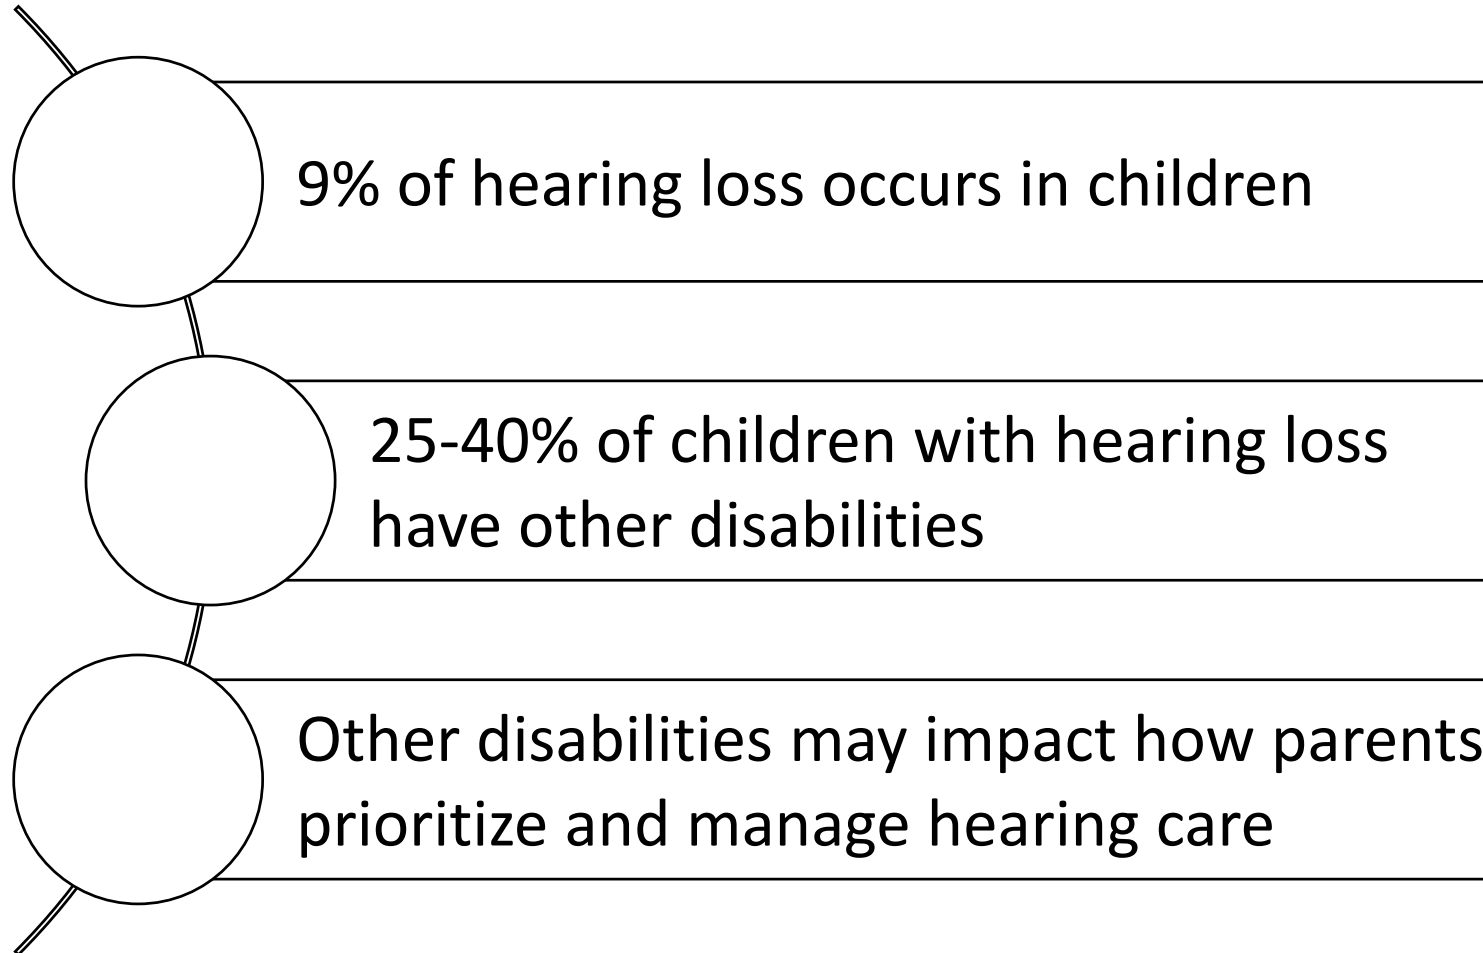 9% of hearing loss occurs in children
25-40% of children with hearing loss
have other disabilities
Other disabilities may impact how parents
prioritize and manage hearing care